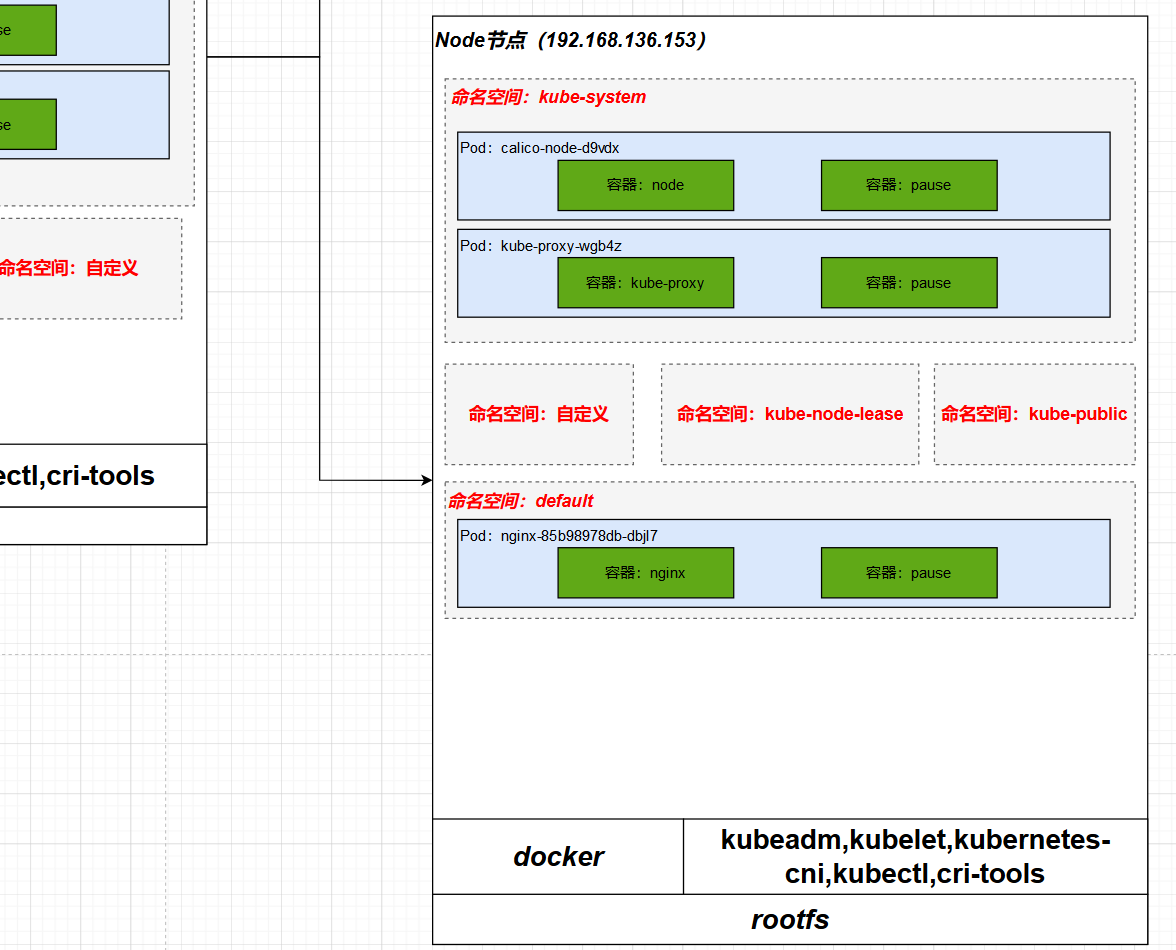 Node节点（192.168.136.153）
命名空间：kube-system
Pod：calico-node-d9vdx
容器：node
容器：pause
Pod：kube-proxy-wgb4z
容器：kube-proxy
容器：pause
命名空间：自定义
命名空间：kube-node-lease
命名空间：kube-public
命名空间：default
Pod：nginx-85b98978db-dbjl7
容器：nginx
容器：pause
docker
kubeadm,kubelet,kubernetes-
cni,kubectl,cri-tools
rootfs
se
se
命名空间：自定义
ectl,cri-tools